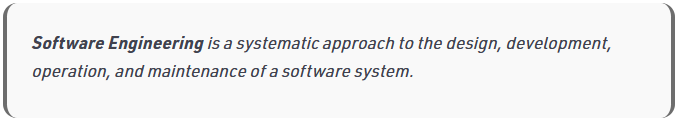 Software Engineering is a systematic approach to the design, development,
operation, and maintenance of a software system.